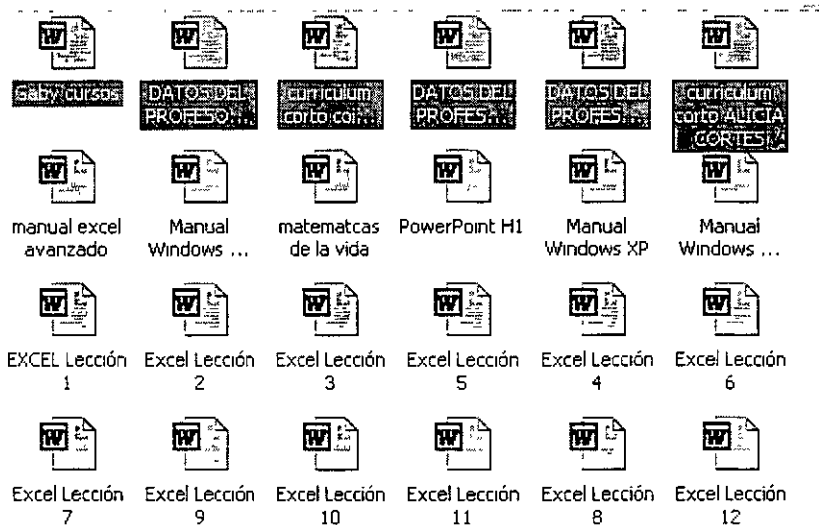 Gaby cursos
DATOS DEL
PROFESO...
curriculum
corto coi...
DATOS DEL
PROFES...
DATOS DEL
PROFES...
curriculum
corto ALICIA
CORTES
manual excel
avanzado
Manual
Windows ...
matematcas
de la vida
PowerPoint H1
Manual
Windows XP
Manual
Windows ...
EXCEL Lección
1
Excel Lección
2
Excel Lección
3
Excel Lección
5
Excel Lección
4
Excel Lección
6
Excel Lección
7
Excel Lección
9
Excel Lección
10
Excel Lección
11
Excel Lección
8
Excel Lección
12